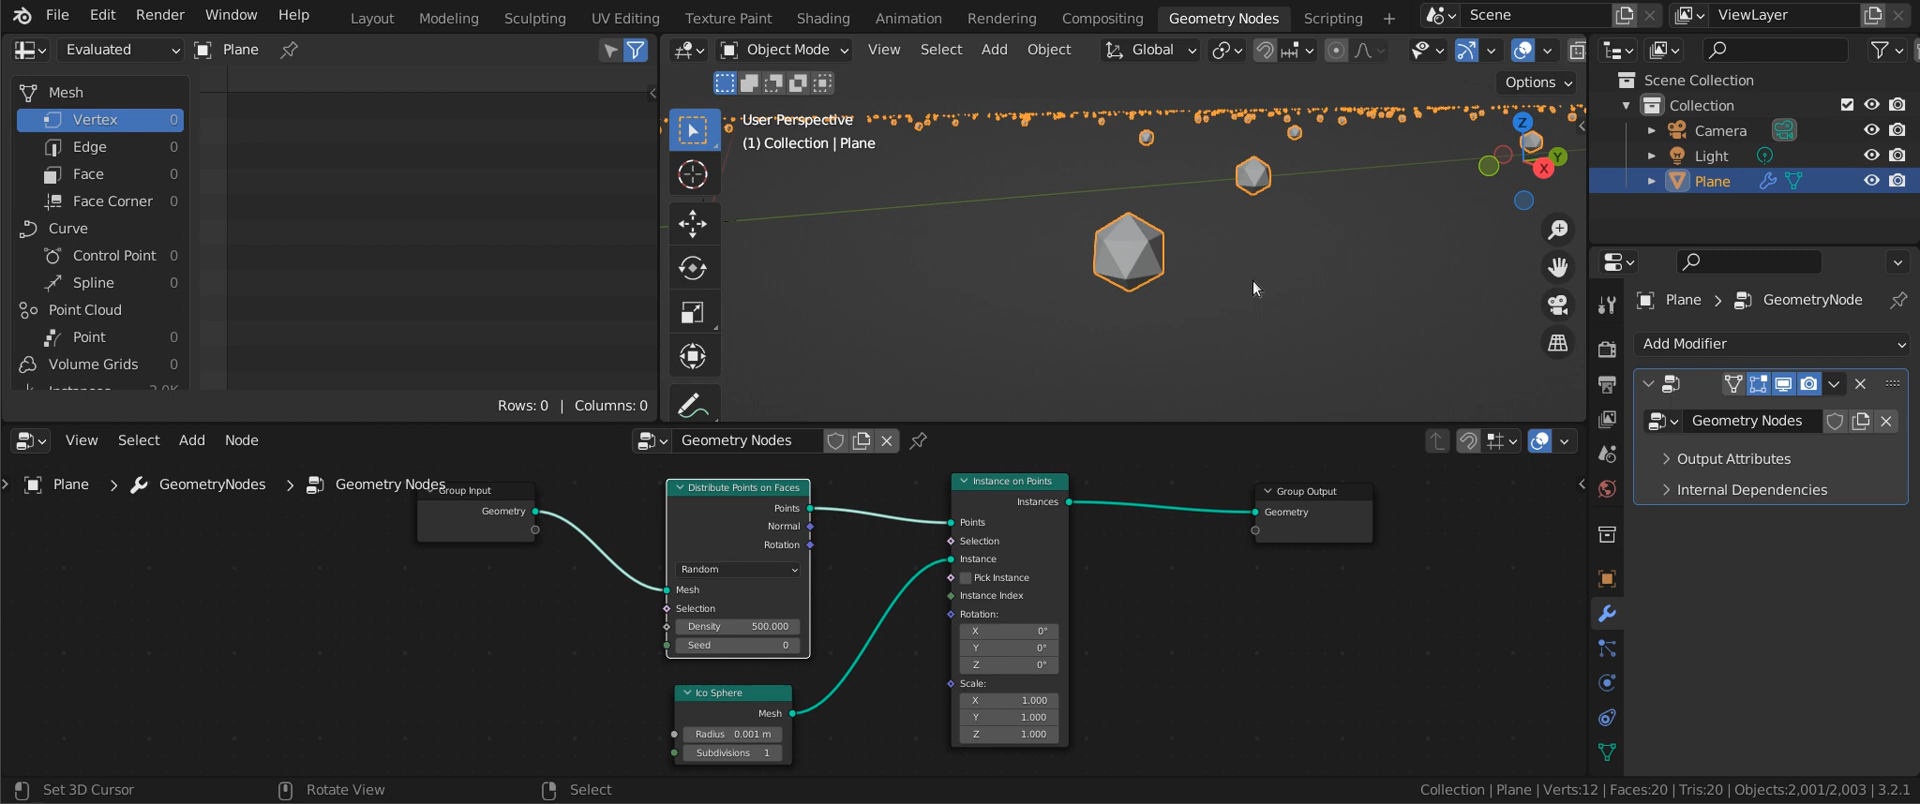 File Edit Render Window Help Layout Modeling Sculpting UV Editing Texture Paint Shading Animation Rendering Compositing Geometry Nodes Scripting + Scene ViewLayer
Evaluated Plane
Object Mode View Select Add Object Global
Options
Mesh
Vertex 0
Edge 0
Face 0
Face Corner 0
Curve
Control Point 0
Spline 0
Point Cloud
Point 0
Volume Grids 0
Rows: 0 | Columns: 0
User Perspective
(1) Collection | Plane
Z
Y
X
Scene Collection
Collection
Camera
Light
Plane
Plane > GeometryNode
Add Modifier
Geometry Nodes
Output Attributes
Internal Dependencies
View Select Add Node Geometry Nodes
Plane > GeometryNodes > Geometry Nodes
Group Input
Geometry
Distribute Points on Faces
Points
Normal
Rotation
Random
Mesh
Selection
Density 500.000
Seed 0
Ico Sphere
Mesh
Radius 0.001 m
Subdivisions 1
Instance on Points
Instances
Points
Selection
Instance
Pick Instance
Instance Index
Rotation:
X 0°
Y 0°
Z 0°
Scale:
X 1.000
Y 1.000
Z 1.000
Group Output
Geometry
Set 3D Cursor Rotate View Select Collection | Plane | Verts:12 | Faces:20 | Tris:20 | Objects:2,001/2,003 | 3.2.1